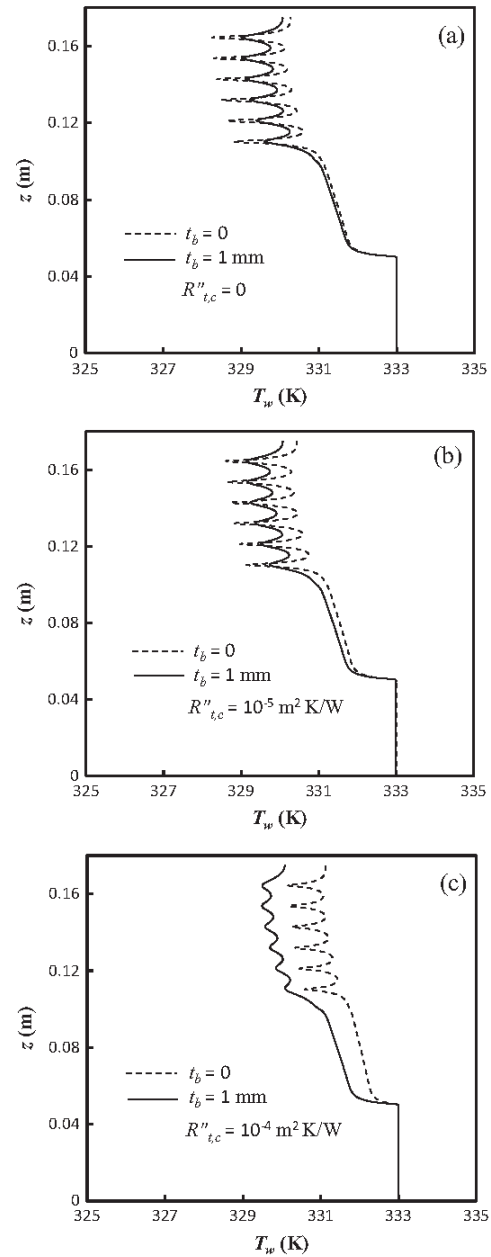 (a)
0.16
0.12
z (m)
0.08
t_b = 0
t_b = 1 mm
0.04
R″_t,c = 0
0
325 327 329 331 333 335
T_w (K)
(b)
0.16
0.12
z (m)
0.08
t_b = 0
t_b = 1 mm
0.04
R″_t,c = 10^-5 m² K/W
0
325 327 329 331 333 335
T_w (K)
(c)
0.16
0.12
z (m)
0.08
t_b = 0
t_b = 1 mm
0.04
R″_t,c = 10^-4 m² K/W
0
325 327 329 331 333 335
T_w (K)